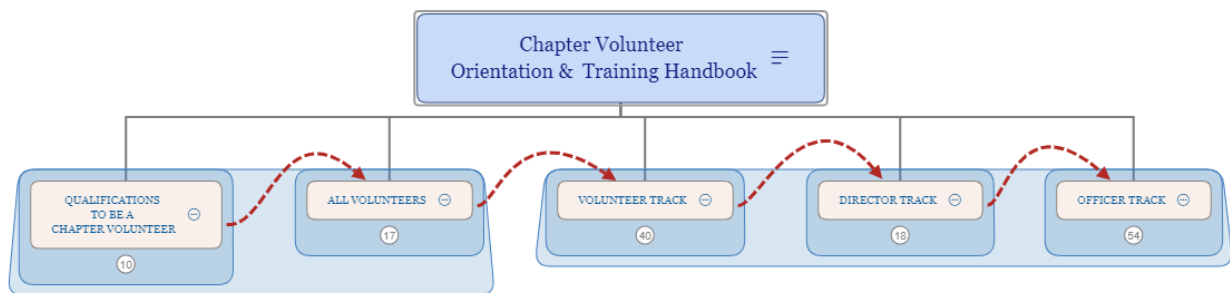 Chapter Volunteer
Orientation & Training Handbook
QUALIFICATIONS
TO BE A
CHAPTER VOLUNTEER
10
ALL VOLUNTEERS
17
VOLUNTEER TRACK
40
DIRECTOR TRACK
18
OFFICER TRACK
54